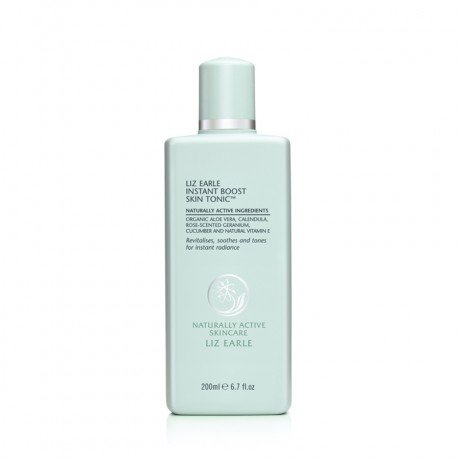 LIZ EARLE
INSTANT BOOST
SKIN TONIC™
NATURALLY ACTIVE INGREDIENTS
ORGANIC ALOE VERA, CALENDULA,
ROSE-SCENTED GERANIUM,
CUCUMBER AND NATURAL VITAMIN E
Revitalises, soothes and tones
for instant radiance
NATURALLY ACTIVE
SKINCARE
LIZ EARLE
200ml ℮ 6.7 fl.oz